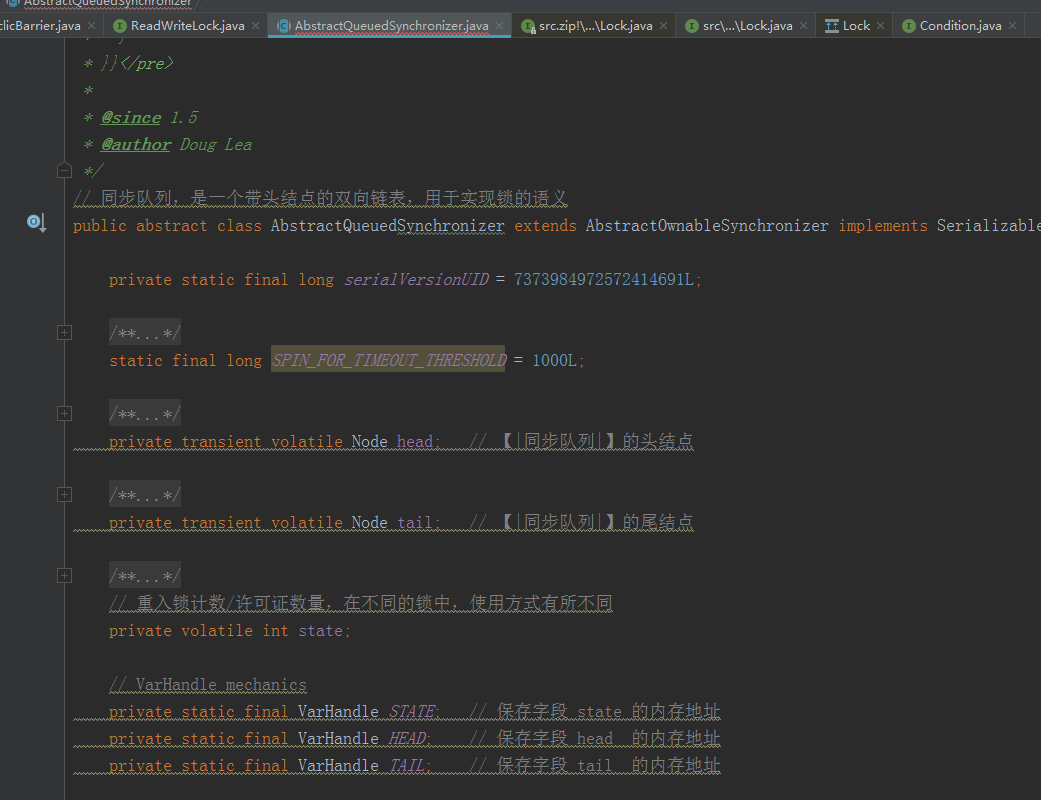 AbstractQueuedSynchronizer
clicBarrier.java ReadWriteLock.java AbstractQueuedSynchronizer.java src.zip!\...\Lock.java src\...\Lock.java Lock Condition.java
* }}</pre>
*
* @since 1.5
* @author Doug Lea
*/
// 同步队列，是一个带头结点的双向链表，用于实现锁的语义
public abstract class AbstractQueuedSynchronizer extends AbstractOwnableSynchronizer implements Serializable
private static final long serialVersionUID = 7373984972572414691L;
/**...*/
static final long SPIN_FOR_TIMEOUT_THRESHOLD = 1000L;
/**...*/
private transient volatile Node head; // 【|同步队列|】的头结点
/**...*/
private transient volatile Node tail; // 【|同步队列|】的尾结点
/**...*/
// 重入锁计数/许可证数量，在不同的锁中，使用方式有所不同
private volatile int state;
// VarHandle mechanics
private static final VarHandle STATE; // 保存字段 state 的内存地址
private static final VarHandle HEAD; // 保存字段 head 的内存地址
private static final VarHandle TAIL; // 保存字段 tail 的内存地址